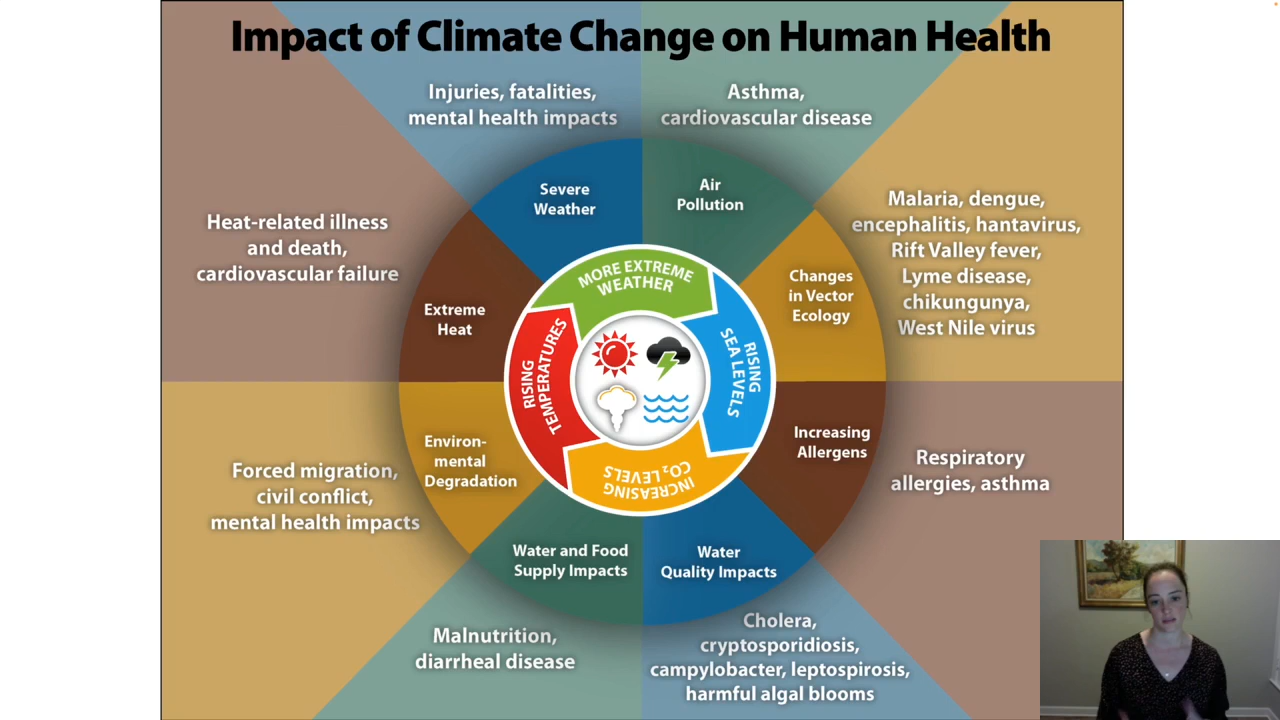 Impact of Climate Change on Human Health
Injuries, fatalities,
mental health impacts
Asthma,
cardiovascular disease
Severe
Weather
Air
Pollution
Heat-related illness
and death,
cardiovascular failure
Malaria, dengue,
encephalitis, hantavirus,
Rift Valley fever,
Lyme disease,
chikungunya,
West Nile virus
Extreme
Heat
Changes
in Vector
Ecology
MORE EXTREME
WEATHER
RISING
TEMPERATURES
RISING
SEA LEVELS
INCREASING
CO₂ LEVELS
Environ-
mental
Degradation
Increasing
Allergens
Forced migration,
civil conflict,
mental health impacts
Respiratory
allergies, asthma
Water and Food
Supply Impacts
Water
Quality Impacts
Malnutrition,
diarrheal disease
Cholera,
cryptosporidiosis,
campylobacter, leptospirosis,
harmful algal blooms